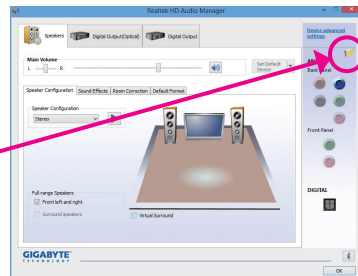 Realtek HD Audio Manager
Speakers
Digital Output(Optical)
Digital Output
Device advanced
settings
Main Volume
L
R
Set Default
Device
AN
Back Panel
Speaker Configuration
Sound Effects
Room Correction
Default Format
Speaker Configuration
Stereo
Front Panel
Full-range Speakers
Front left and right
Surround speakers
Virtual Surround
DIGITAL
GIGABYTE™
TECHNOLOGY
OK